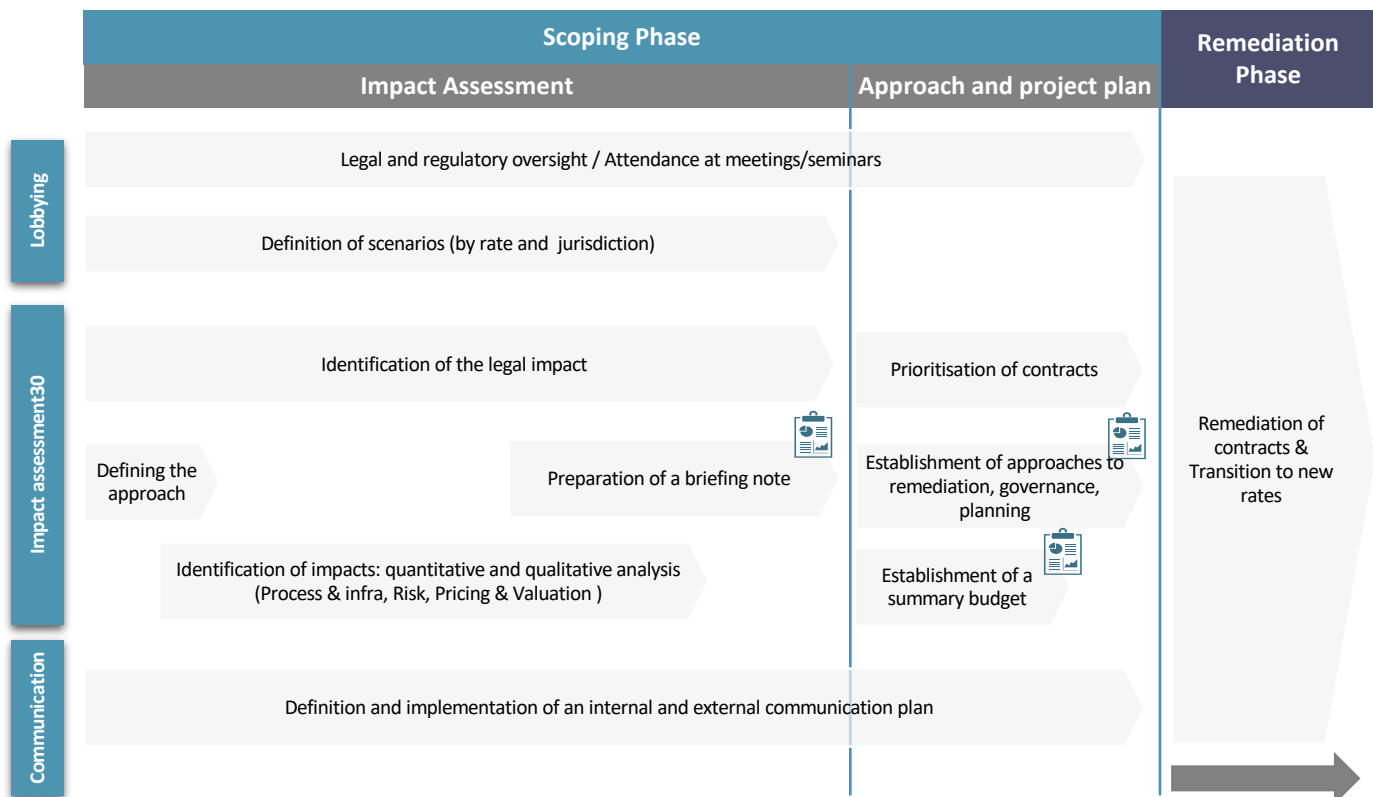 Scoping Phase
Remediation
Phase
Impact Assessment
Approach and project plan
Lobbying
Legal and regulatory oversight / Attendance at meetings/seminars
Definition of scenarios (by rate and jurisdiction)
Impact assessment30
Identification of the legal impact
Prioritisation of contracts
Defining the
approach
Preparation of a briefing note
Establishment of approaches to
remediation, governance,
planning
Identification of impacts: quantitative and qualitative analysis
(Process & infra, Risk, Pricing & Valuation )
Establishment of a
summary budget
Remediation of
contracts &
Transition to new
rates
Communication
Definition and implementation of an internal and external communication plan